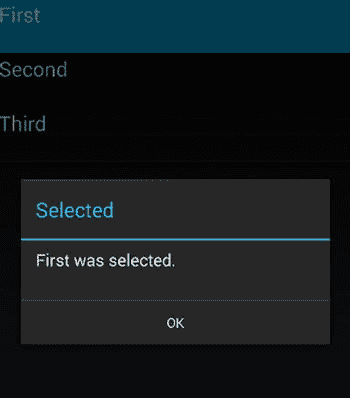 First
Second
Third
Selected
First was selected.
OK